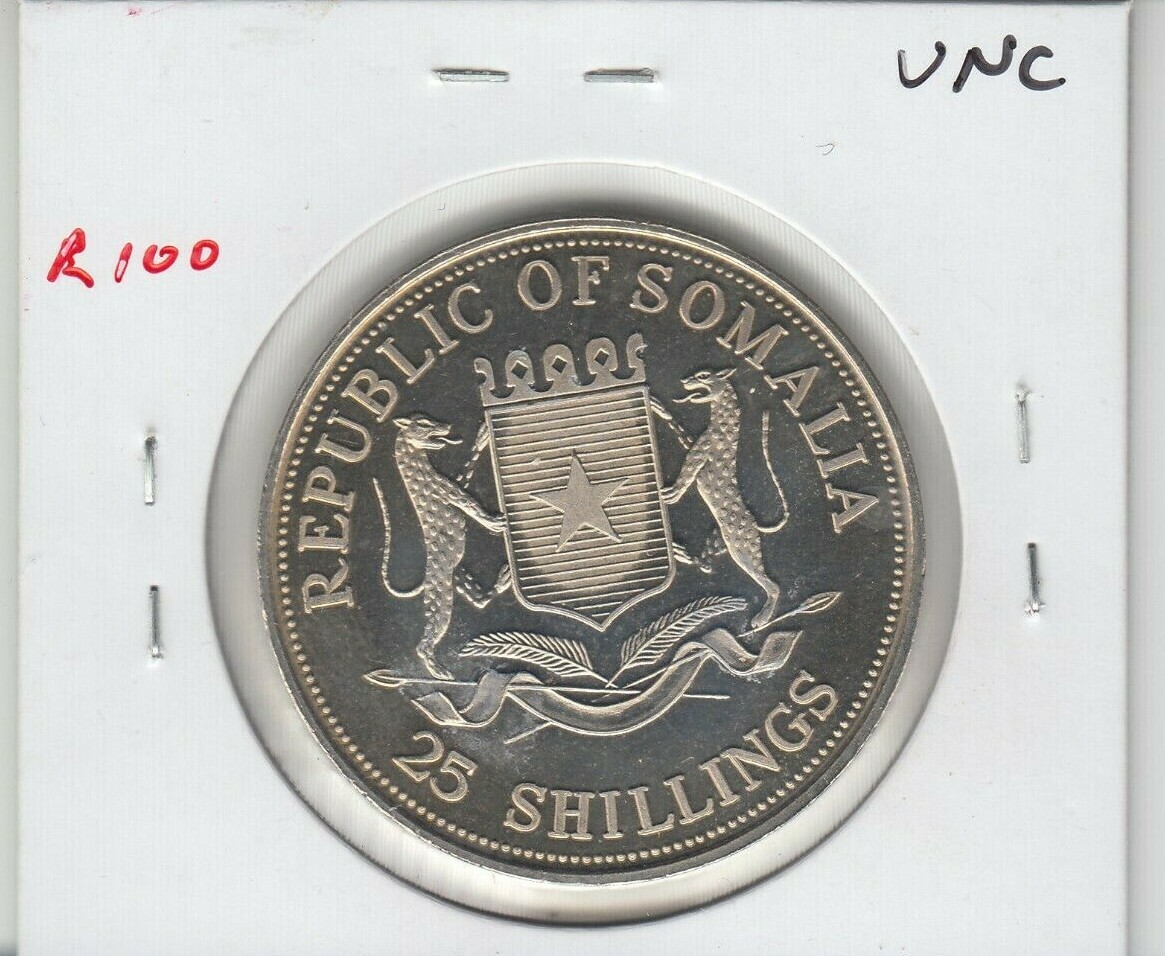 UNC
R100
REPUBLIC OF SOMALIA
25 SHILLINGS